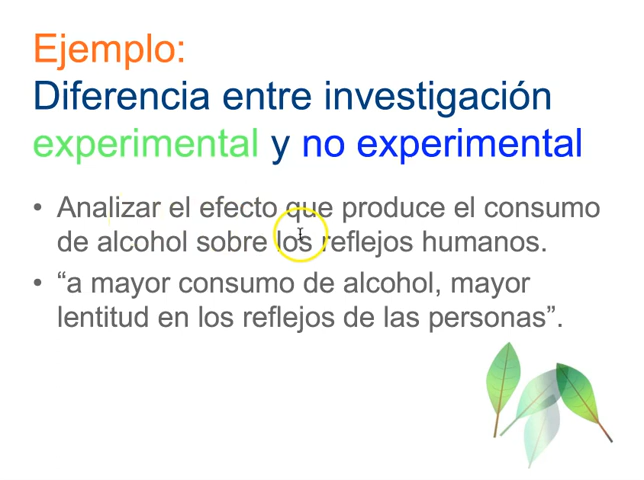 Ejemplo:
Diferencia entre investigación
experimental y no experimental
• Analizar el efecto que produce el consumo
de alcohol sobre los reflejos humanos.
• “a mayor consumo de alcohol, mayor
lentitud en los reflejos de las personas”.